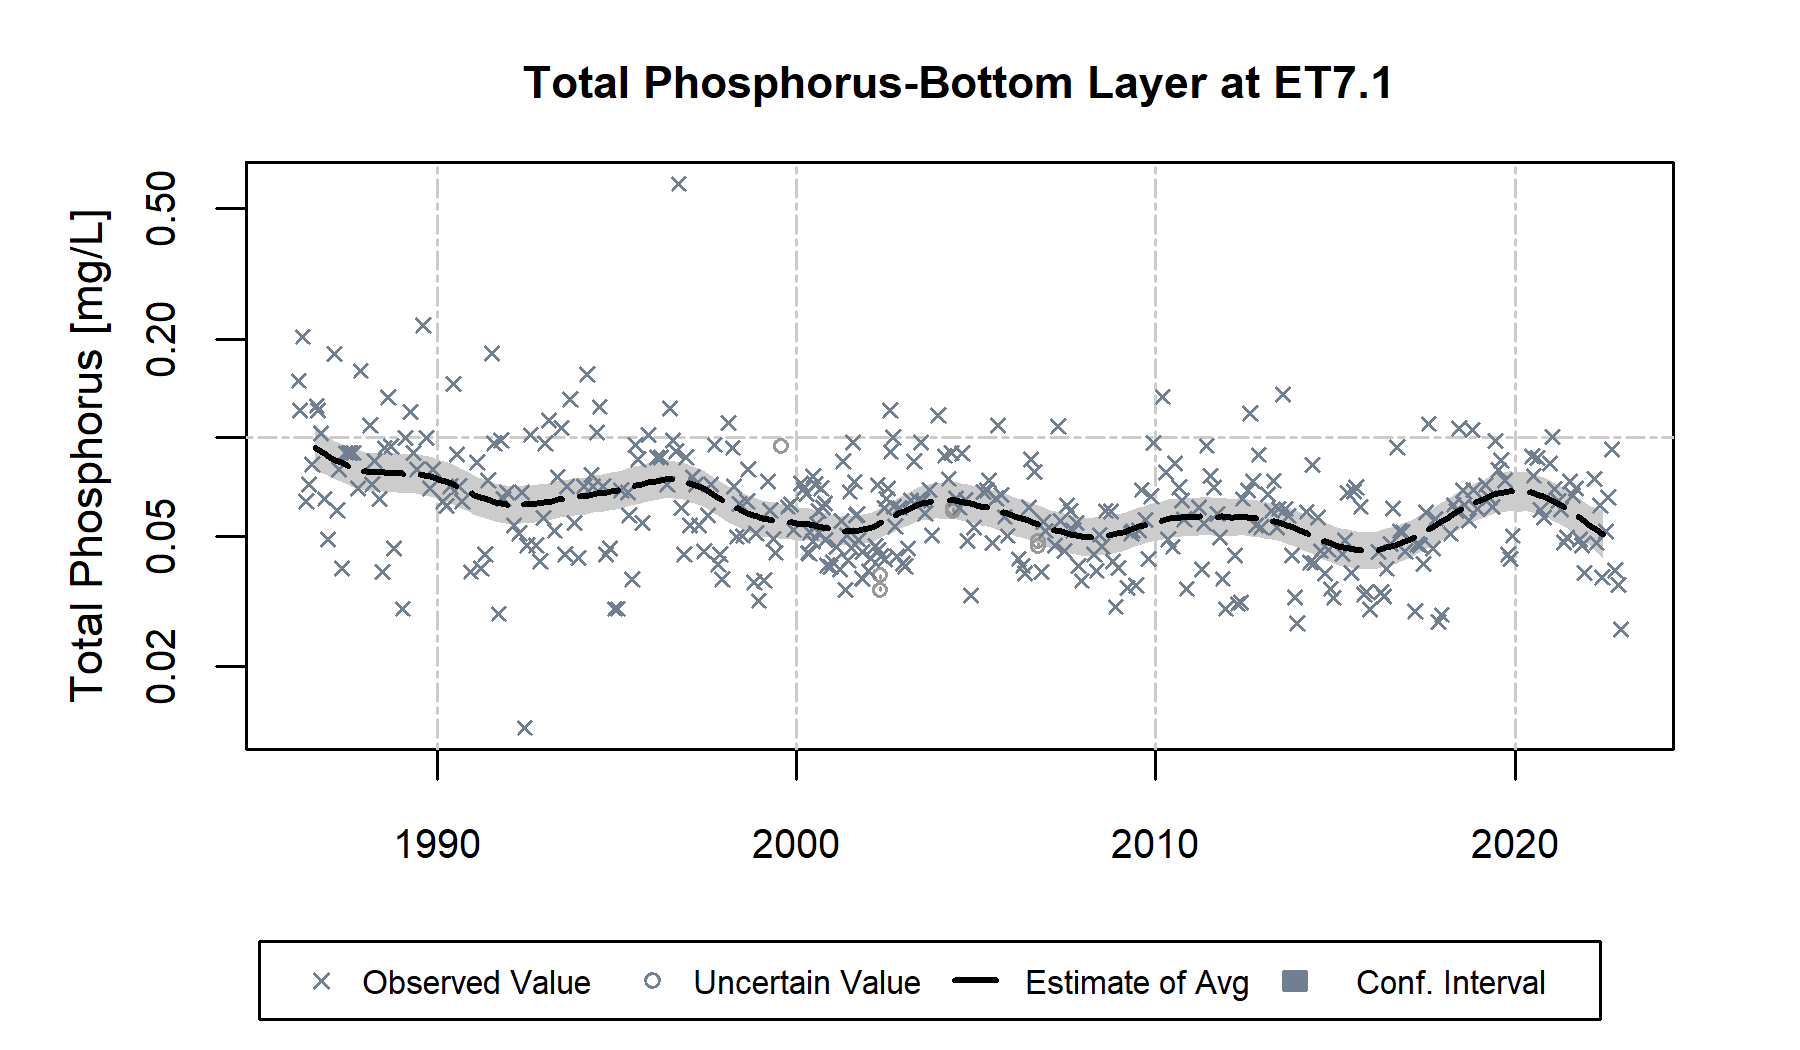 Total Phosphorus-Bottom Layer at ET7.1
Total Phosphorus [mg/L]
0.50
0.20
0.05
0.02
1990 2000 2010 2020
Observed Value Uncertain Value Estimate of Avg Conf. Interval